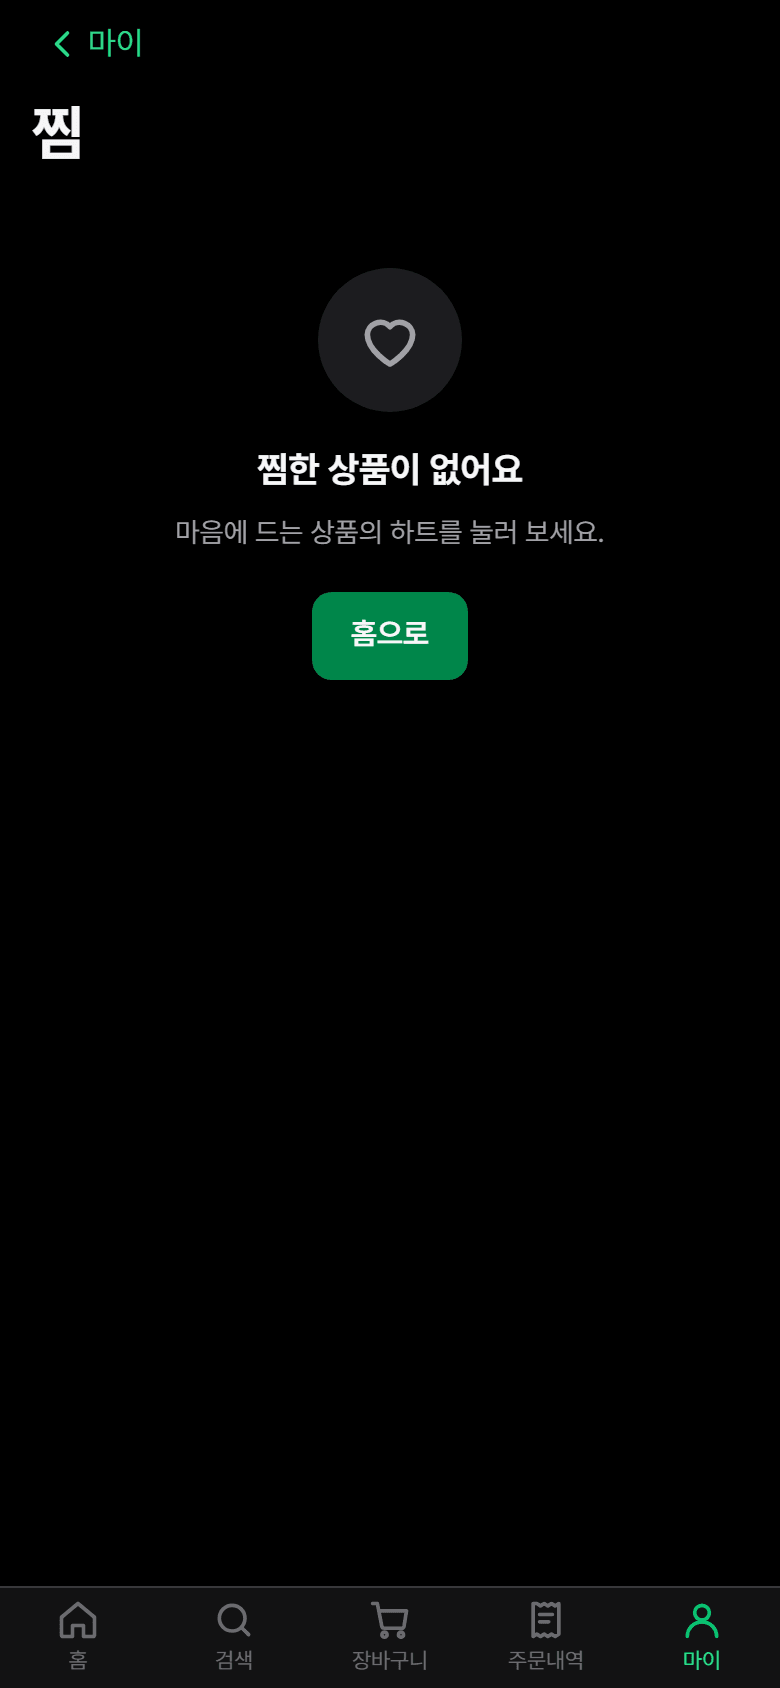 마이
찜
찜한 상품이 없어요
마음에 드는 상품의 하트를 눌러 보세요.
홈으로
홈 검색 장바구니 주문내역 마이